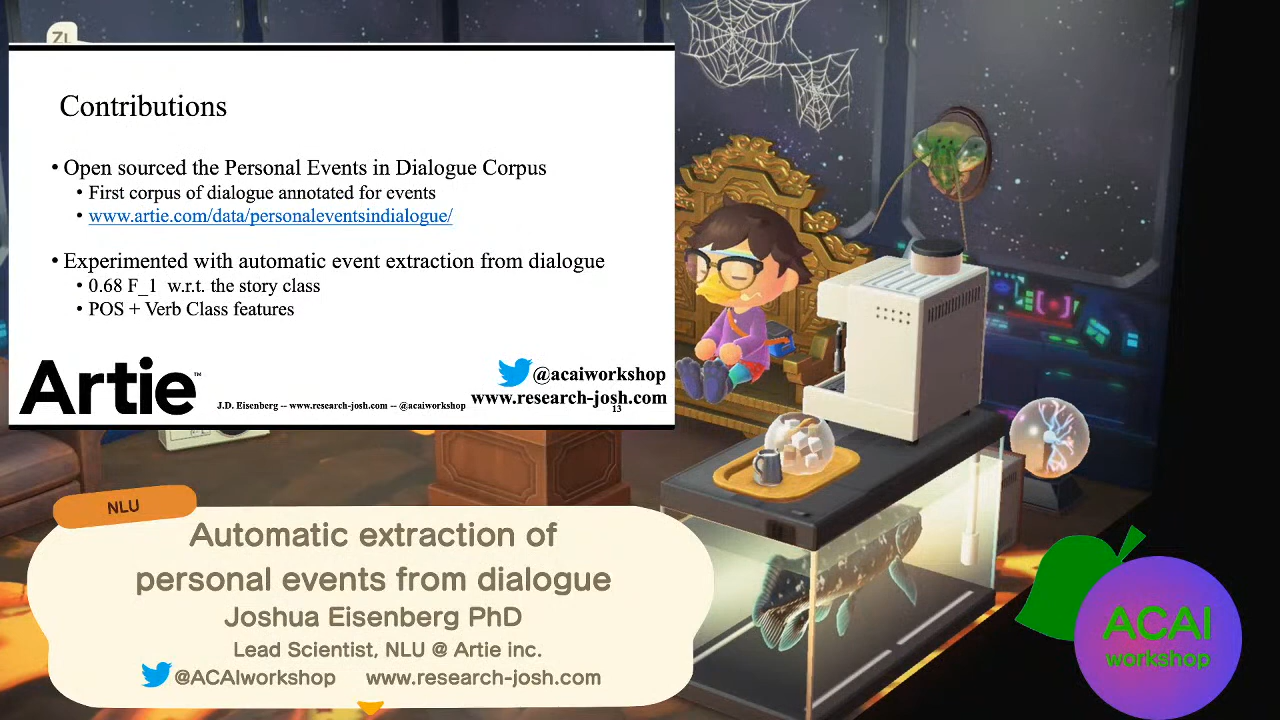 ZL
Contributions
• Open sourced the Personal Events in Dialogue Corpus
• First corpus of dialogue annotated for events
• www.artie.com/data/personaleventsindialogue/
• Experimented with automatic event extraction from dialogue
• 0.68 F_1 w.r.t. the story class
• POS + Verb Class features
Artie™
J.D. Eisenberg -- www.research-josh.com -- @acaiworkshop
@acaiworkshop
www.research-josh.com
13
NLU
Automatic extraction of
personal events from dialogue
Joshua Eisenberg PhD
Lead Scientist, NLU @ Artie inc.
@ACAIworkshop www.research-josh.com
ACAI
workshop